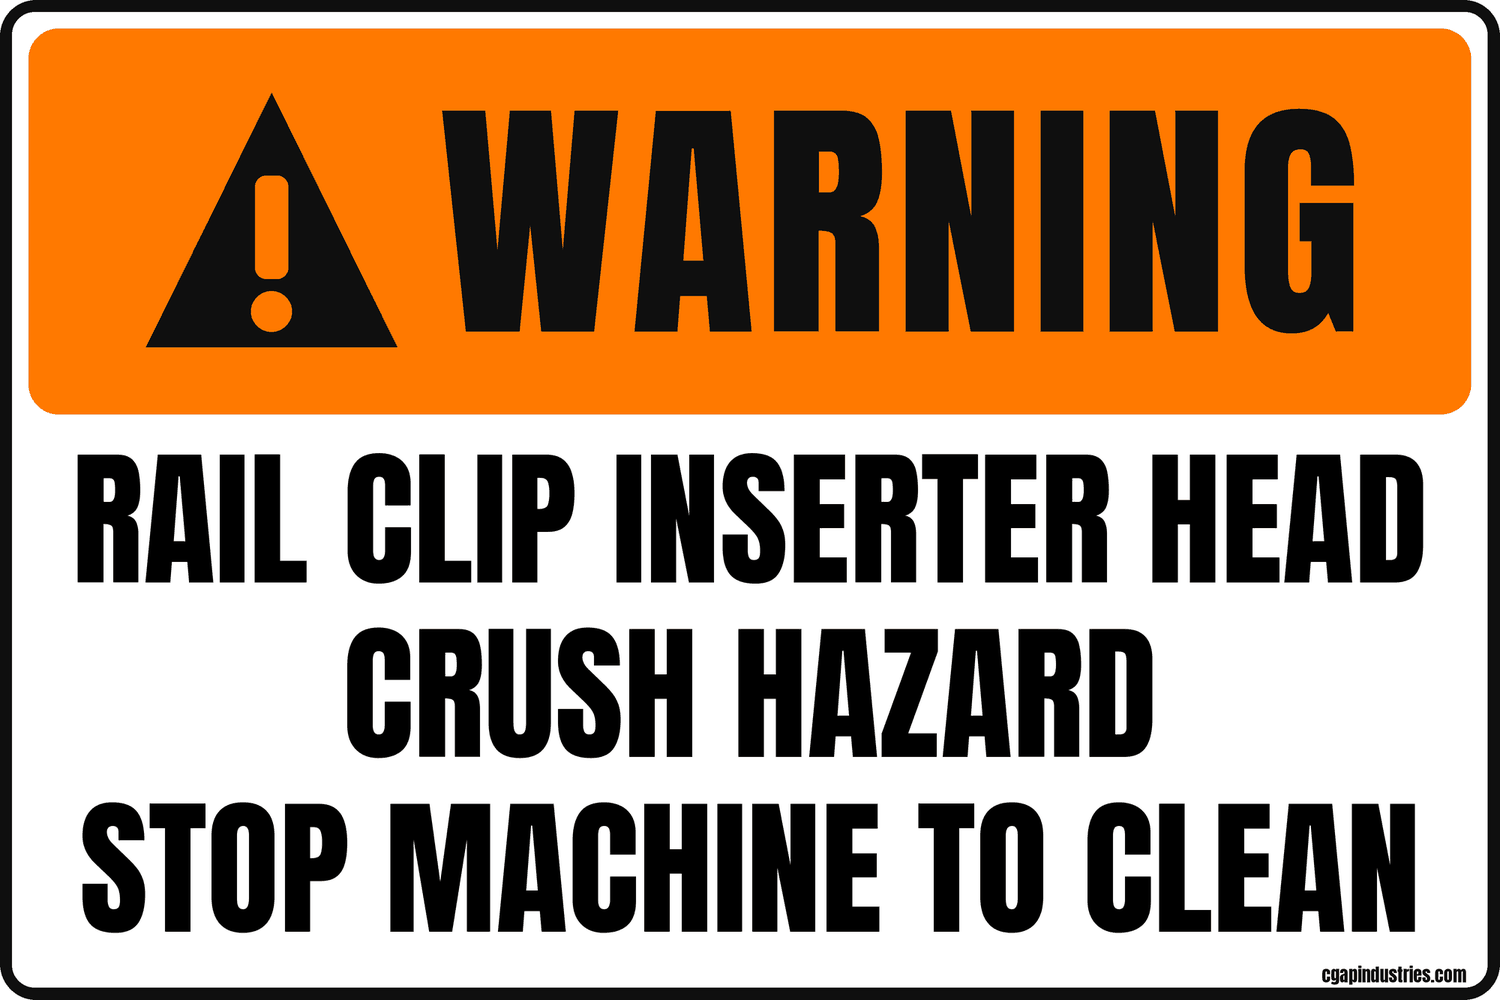 WARNING
RAIL CLIP INSERTER HEAD
CRUSH HAZARD
STOP MACHINE TO CLEAN
cgapindustries.com